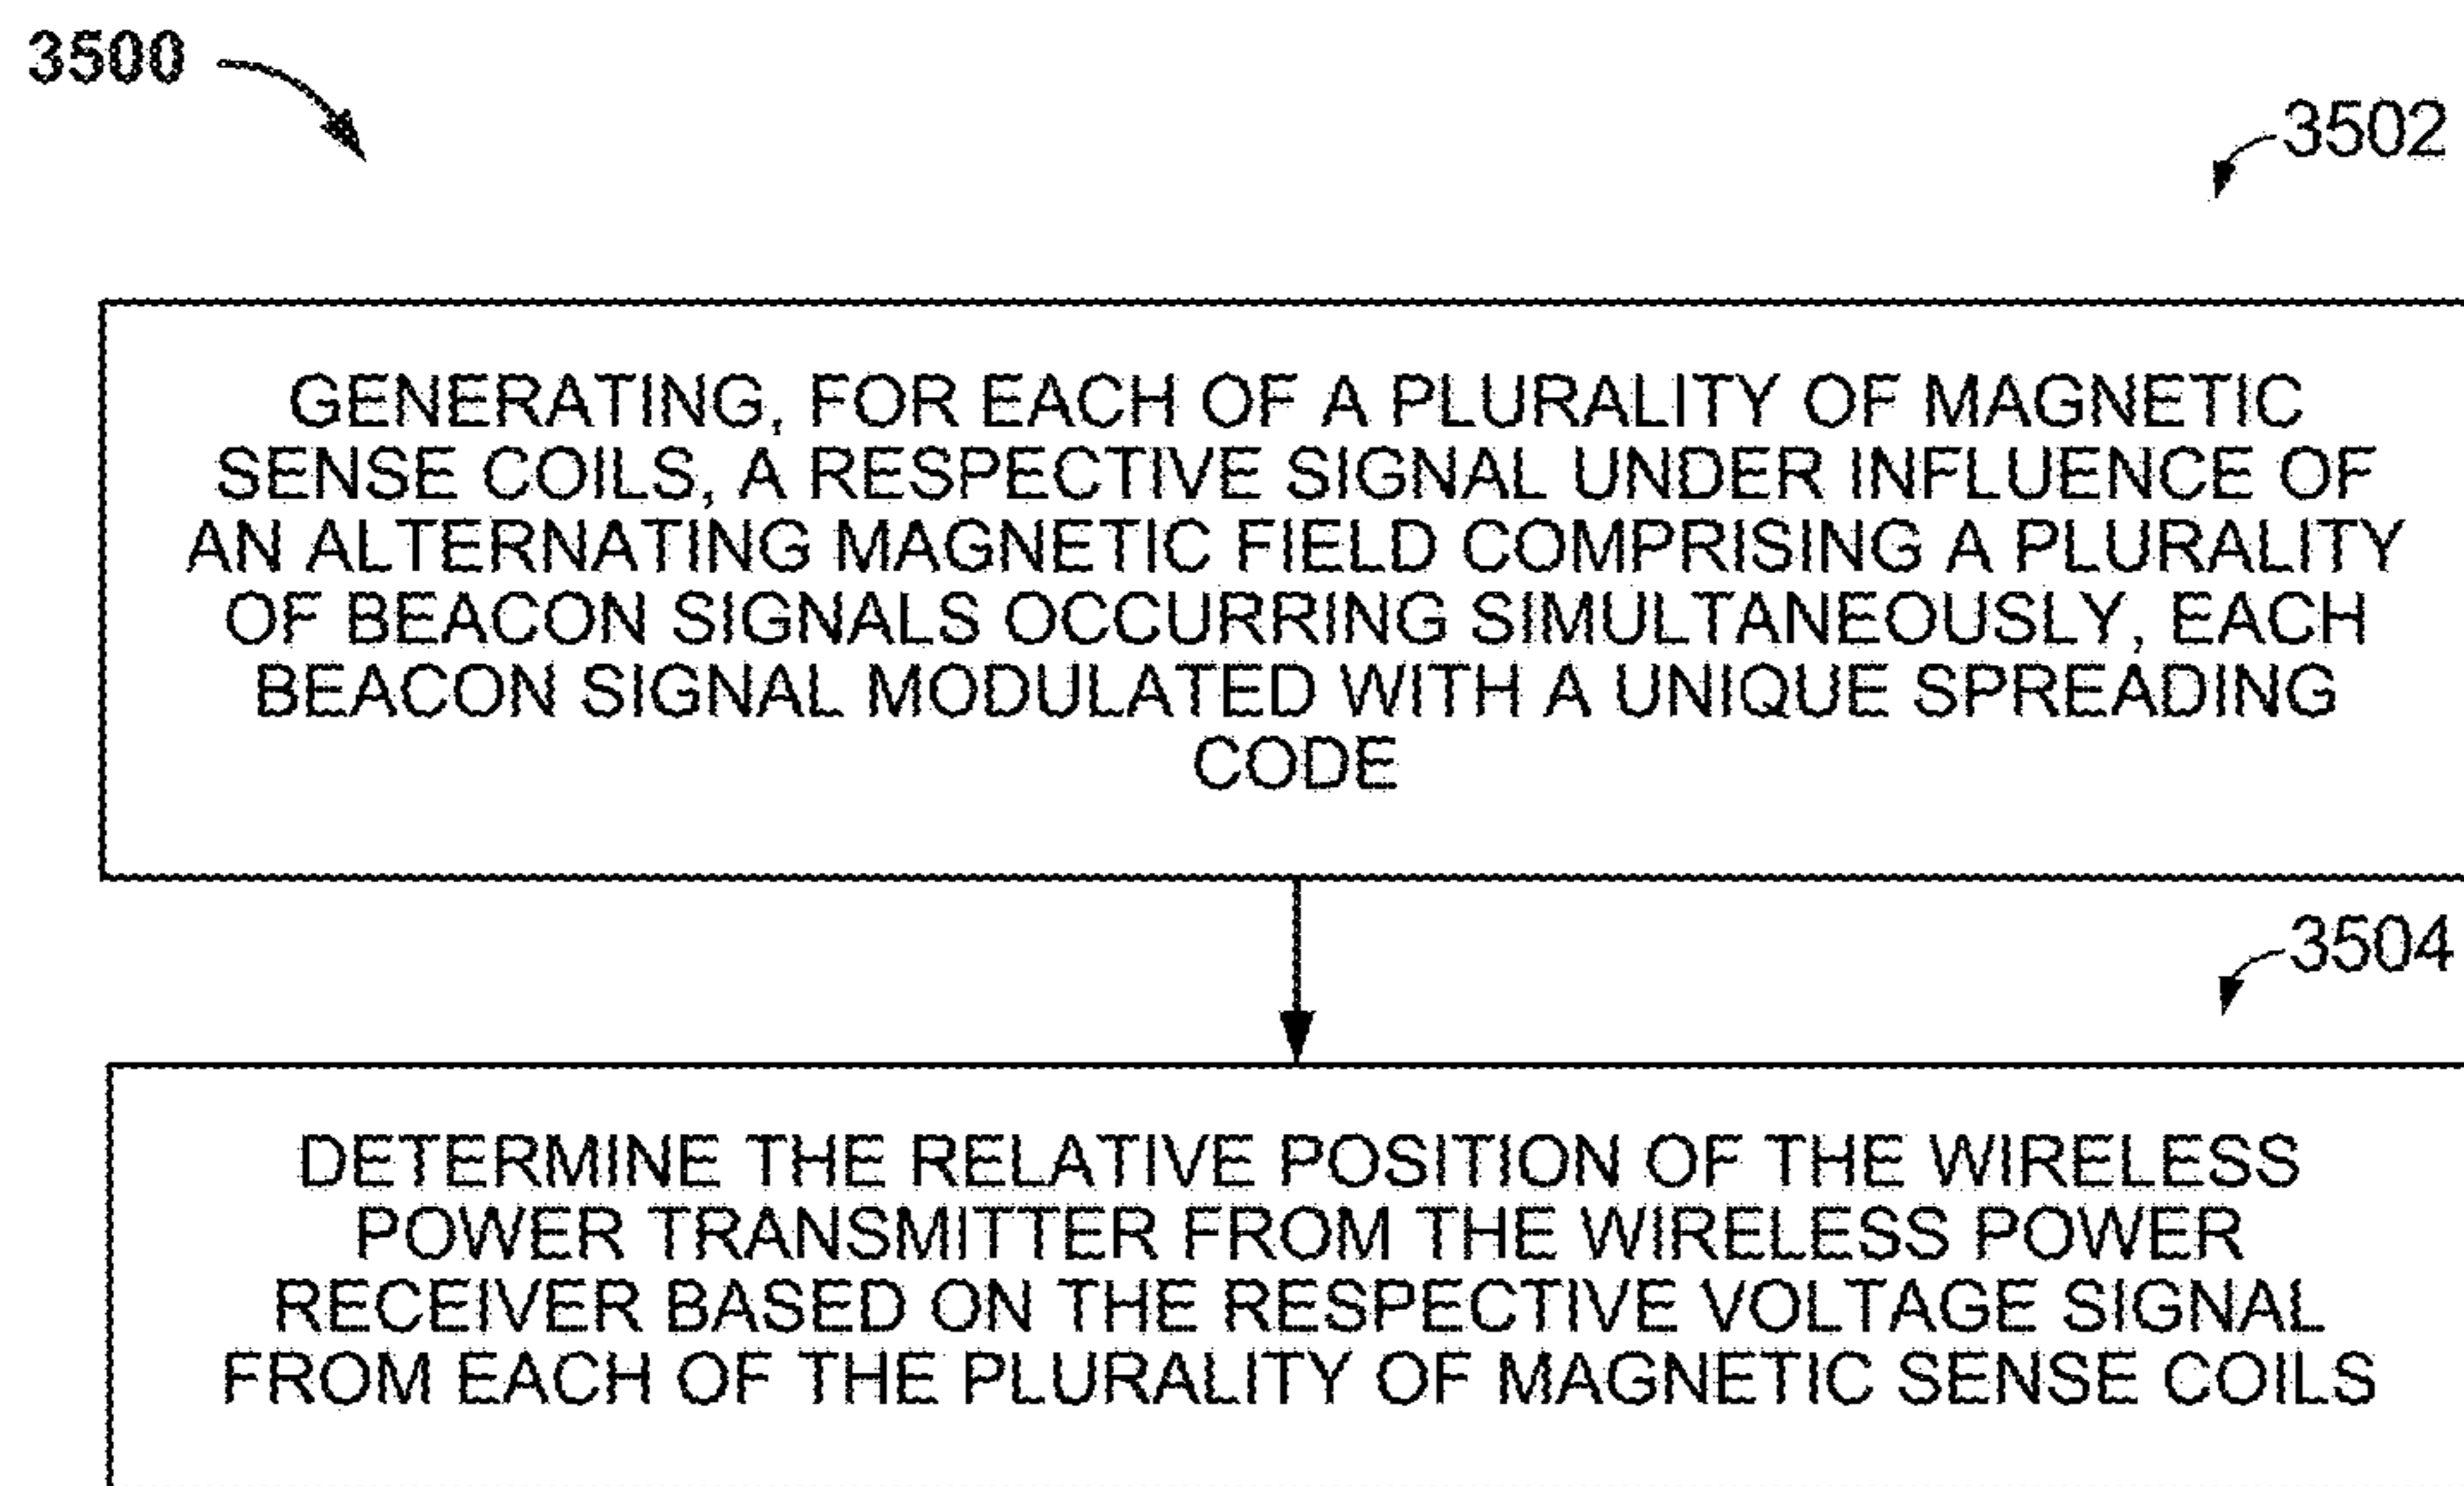 3500
3502
GENERATING, FOR EACH OF A PLURALITY OF MAGNETIC
SENSE COILS, A RESPECTIVE SIGNAL UNDER INFLUENCE OF
AN ALTERNATING MAGNETIC FIELD COMPRISING A PLURALITY
OF BEACON SIGNALS OCCURRING SIMULTANEOUSLY, EACH
BEACON SIGNAL MODULATED WITH A UNIQUE SPREADING
CODE
3504
DETERMINE THE RELATIVE POSITION OF THE WIRELESS
POWER TRANSMITTER FROM THE WIRELESS POWER
RECEIVER BASED ON THE RESPECTIVE VOLTAGE SIGNAL
FROM EACH OF THE PLURALITY OF MAGNETIC SENSE COILS